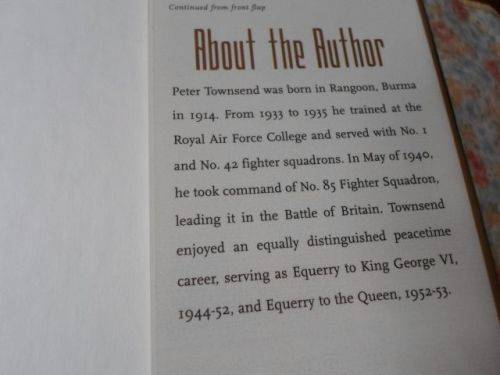 Continued from front flap
About the Author
Peter Townsend was born in Rangoon, Burma
in 1914. From 1933 to 1935 he trained at the
Royal Air Force College and served with No. 1
and No. 42 fighter squadrons. In May of 1940,
he took command of No. 85 Fighter Squadron,
leading it in the Battle of Britain. Townsend
enjoyed an equally distinguished peacetime
career, serving as Equerry to King George VI,
1944-52, and Equerry to the Queen, 1952-53.